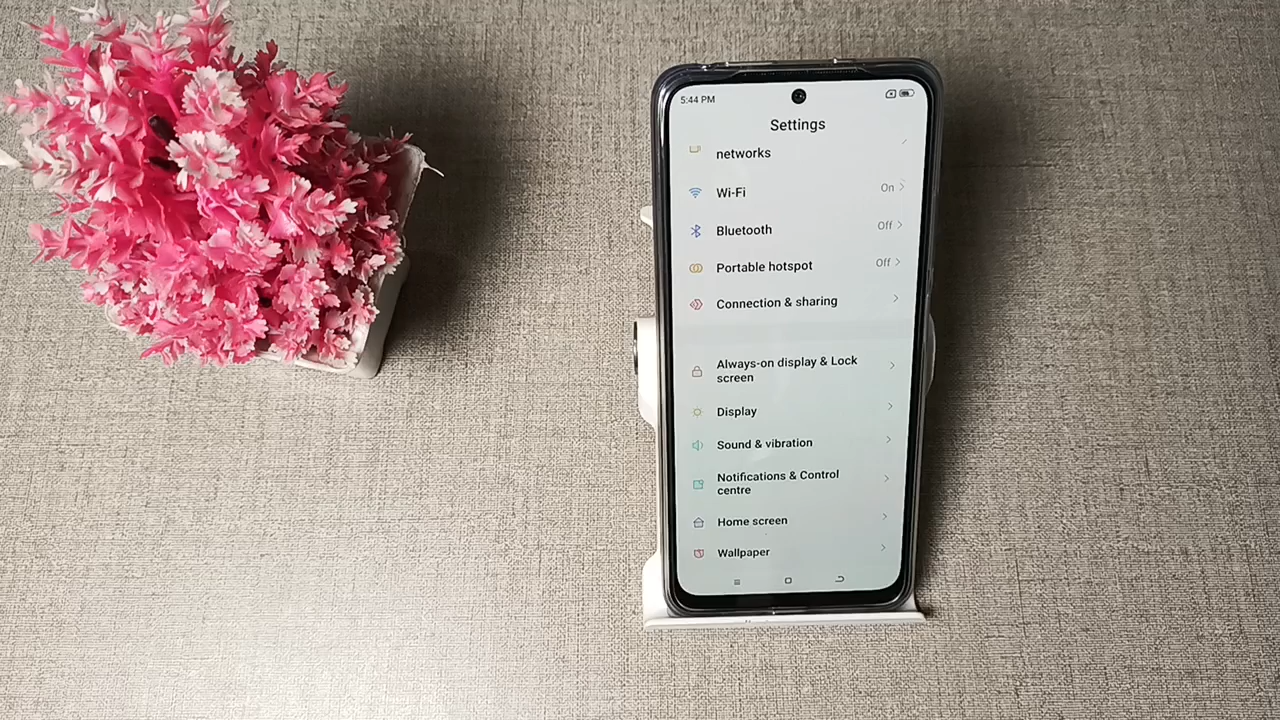 5:44 PM
Settings
networks
Wi-Fi On
Bluetooth Off
Portable hotspot Off
Connection & sharing
Always-on display & Lock
screen
Display
Sound & vibration
Notifications & Control
centre
Home screen
Wallpaper